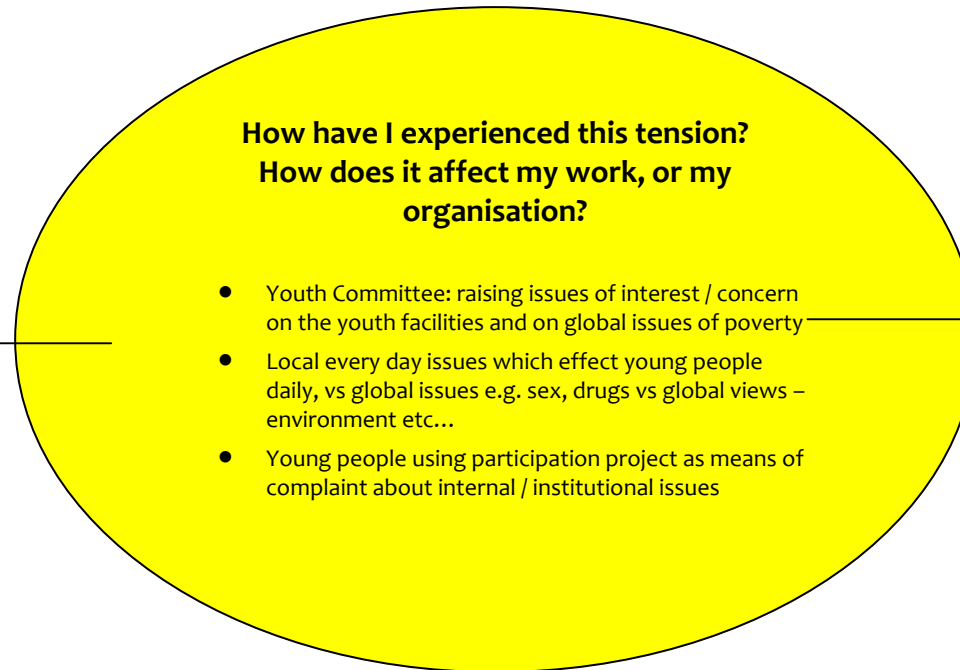 How have I experienced this tension?
How does it affect my work, or my
organisation?
● Youth Committee: raising issues of interest / concern
on the youth facilities and on global issues of poverty
● Local every day issues which effect young people
daily, vs global issues e.g. sex, drugs vs global views –
environment etc...
● Young people using participation project as means of
complaint about internal / institutional issues